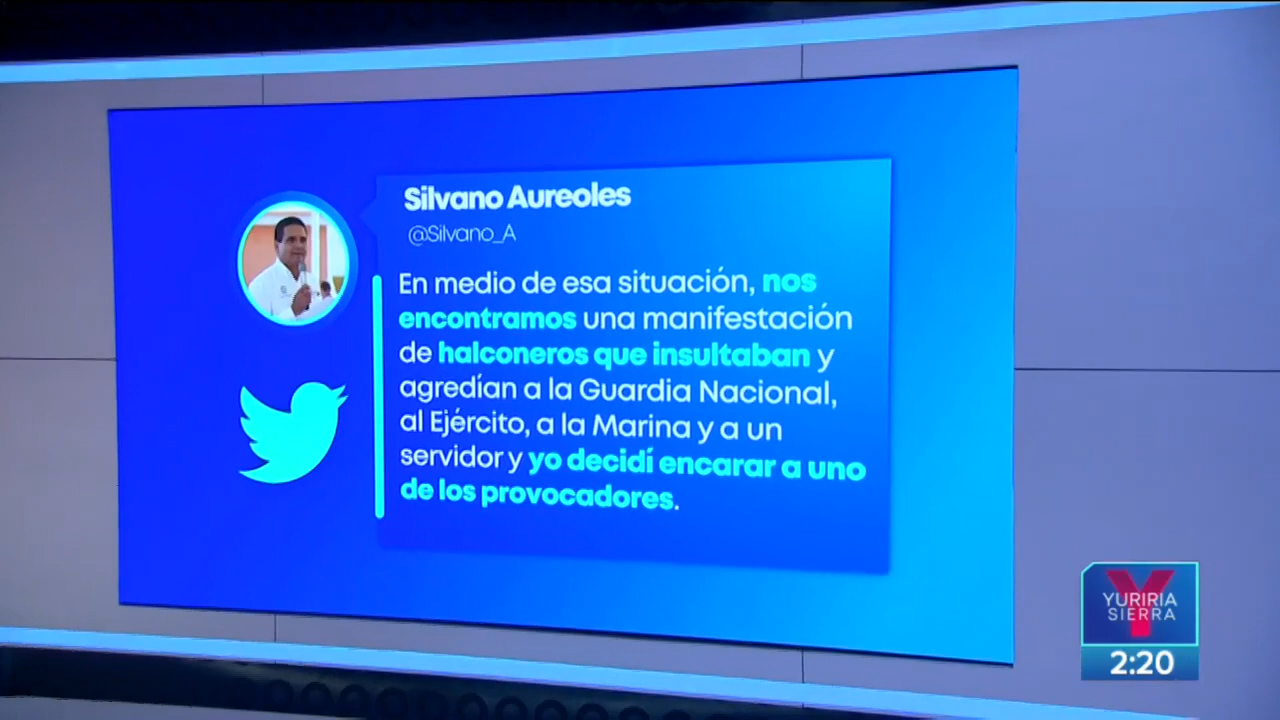 Silvano Aureoles
@Silvano_A
En medio de esa situación, nos
encontramos una manifestación
de halconeros que insultaban y
agredían a la Guardia Nacional,
al Ejército, a la Marina y a un
servidor y yo decidí encarar a uno
de los provocadores.
Y
YURIRIA
SIERRA
2:20